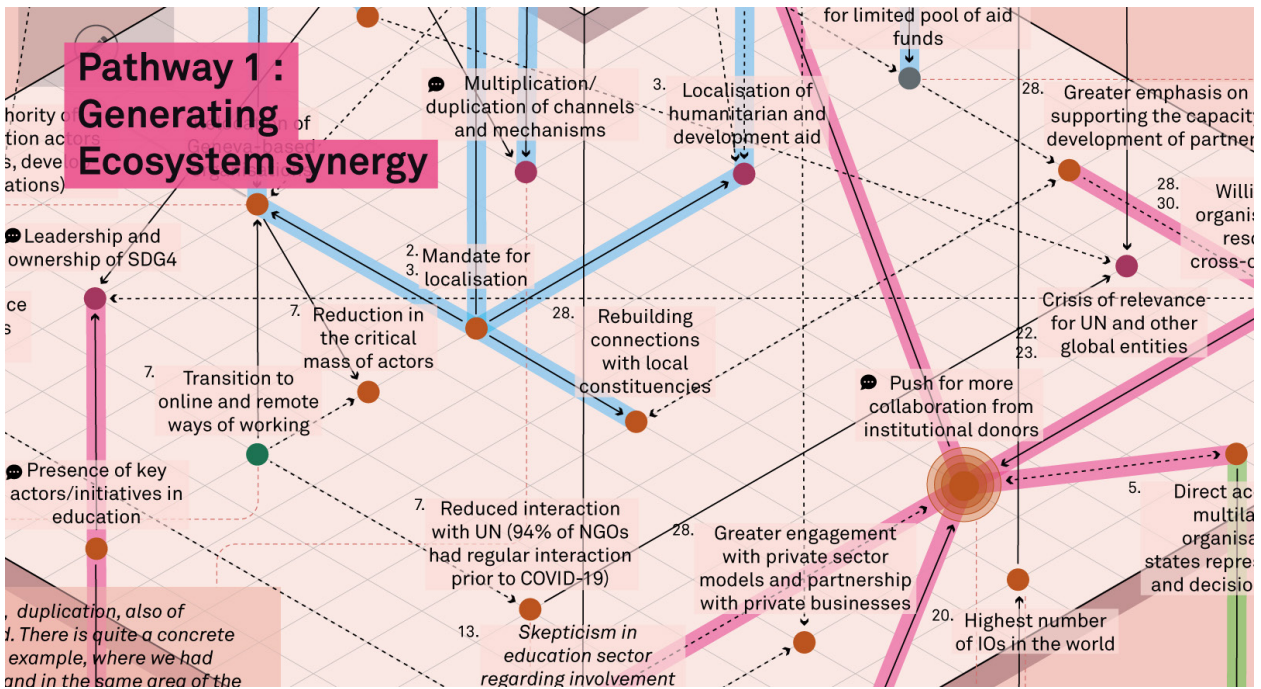 for limited pool of aid
funds
Pathway 1 :
Generating
Ecosystem synergy
Multiplication/
duplication of channels
and mechanisms
3. Localisation of
humanitarian and
development aid
28. Greater emphasis on
supporting the capacity
development of partner
of
Geneva-based
ations)
28.
30.
organis
cross-
Leadership and
ownership of SDG4
2.
3.
Mandate for
localisation
Crisis of relevance
for UN and other
global entities
22.
23.
7. Reduction in
the critical
mass of actors
28. Rebuilding
connections
with local
constituencies
7. Transition to
online and remote
ways of working
Push for more
collaboration from
institutional donors
Presence of key
actors/initiatives in
education
7. Reduced interaction
with UN (94% of NGOs
had regular interaction
prior to COVID-19)
28. Greater engagement
with private sector
models and partnership
with private businesses
5. Direct
multila
organisa
states repres
and decisio
, duplication, also of
d. There is quite a concrete
example, where we had
and in the same area of the
13. Skepticism in
education sector
regarding involvement
20. Highest number
of IOs in the world